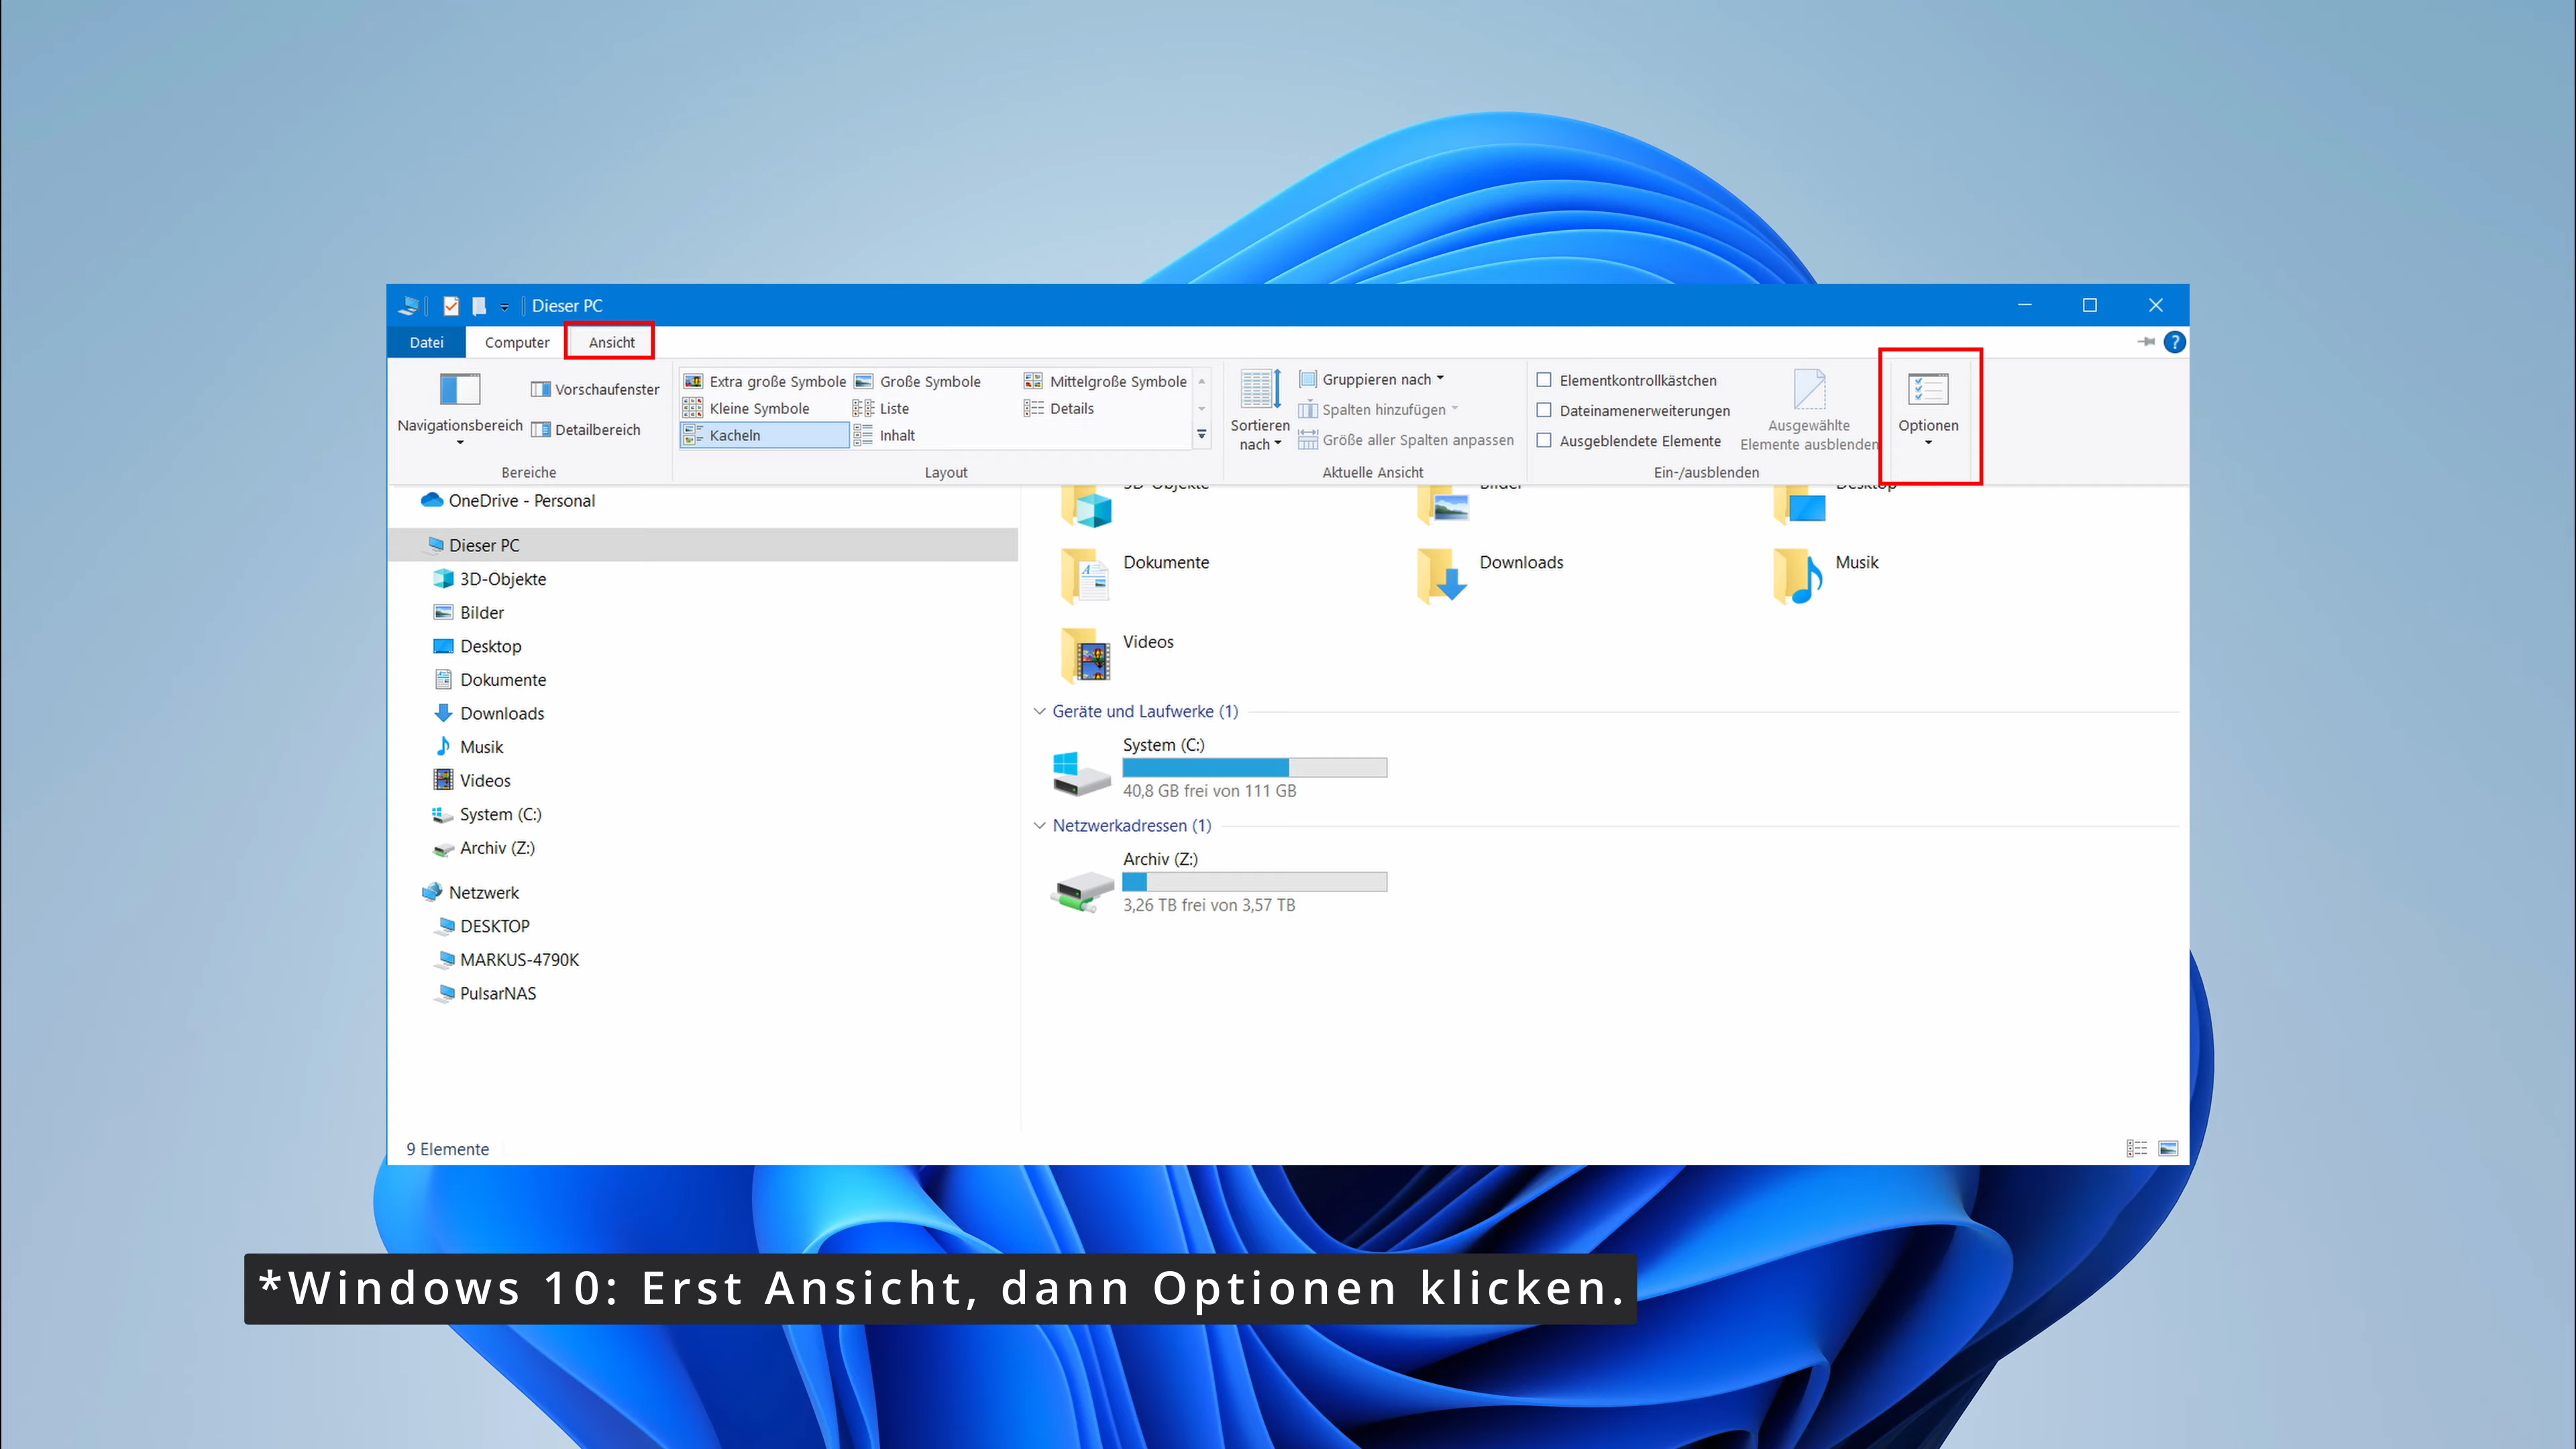 Dieser PC
Datei Computer Ansicht
Navigationsbereich
Vorschaufenster
Detailbereich
Bereiche
Extra große Symbole Große Symbole Mittelgroße Symbole
Kleine Symbole Liste Details
Kacheln Inhalt
Layout
Sortieren
nach
Gruppieren nach
Spalten hinzufügen
Größe aller Spalten anpassen
Aktuelle Ansicht
Elementkontrollkästchen
Dateinamenerweiterungen
Ausgeblendete Elemente
Ausgewählte
Elemente ausblenden
Ein-/ausblenden
Optionen
OneDrive - Personal
Dieser PC
3D-Objekte
Bilder
Desktop
Dokumente
Downloads
Musik
Videos
System (C:)
Archiv (Z:)
Netzwerk
DESKTOP
MARKUS-4790K
PulsarNAS
3D-Objekte Bilder Desktop
Dokumente Downloads Musik
Videos
Geräte und Laufwerke (1)
System (C:)
40,8 GB frei von 111 GB
Netzwerkadressen (1)
Archiv (Z:)
3,26 TB frei von 3,57 TB
9 Elemente
*Windows 10: Erst Ansicht, dann Optionen klicken.